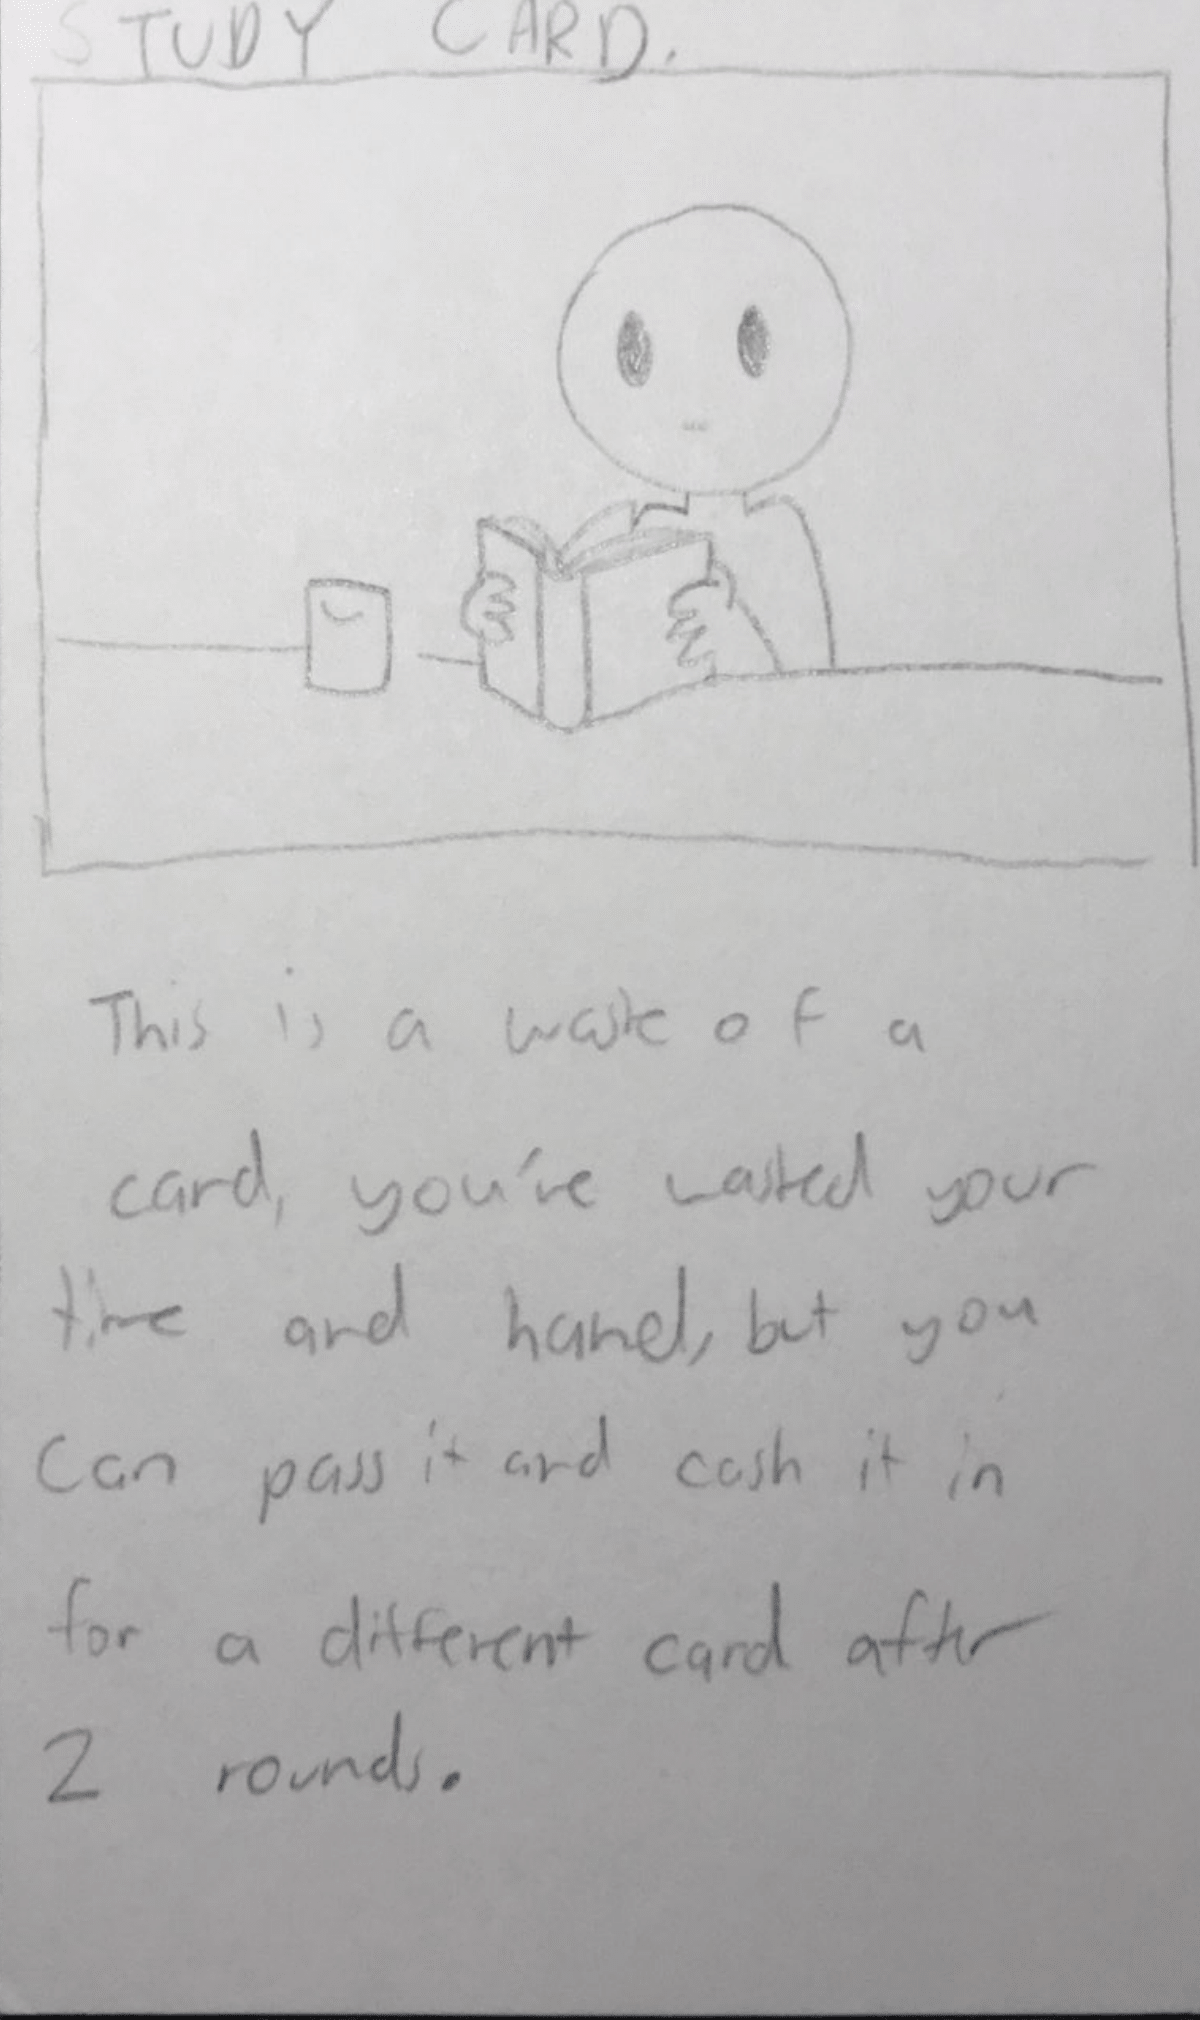 STUDY CARD.
This is a waste of a
card, you've wasted your
time and hand, but you
can pass it and cash it in
for a different card after
2 rounds.